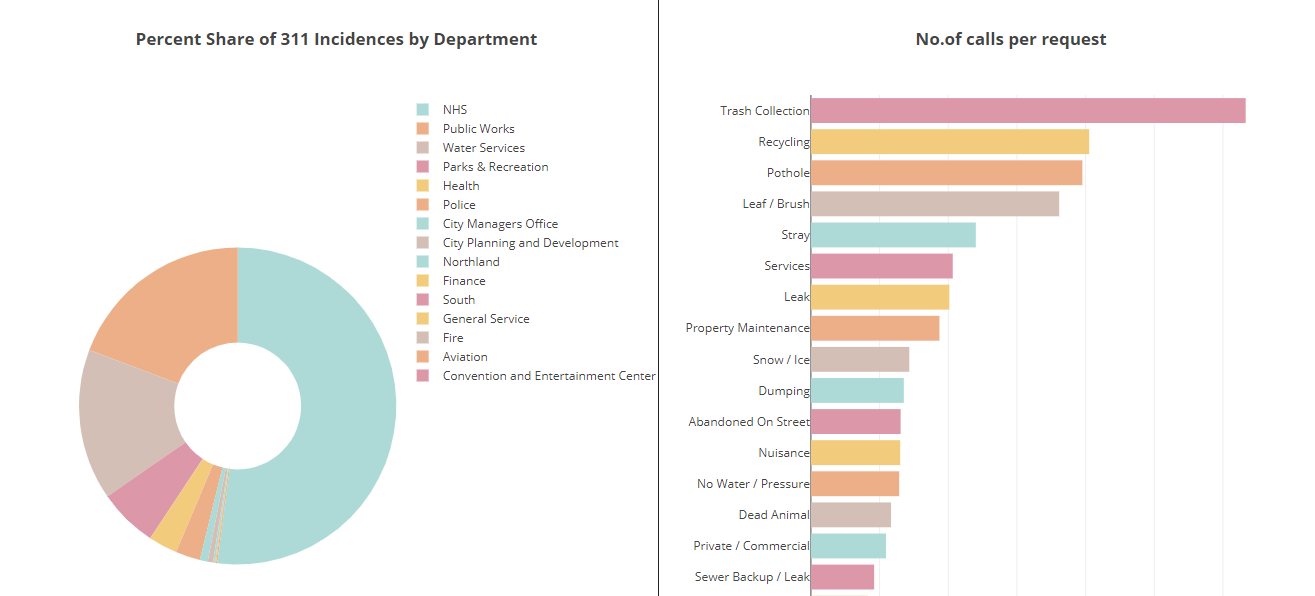 Percent Share of 311 Incidences by Department
NHS
Public Works
Water Services
Parks & Recreation
Health
Police
City Managers Office
City Planning and Development
Northland
Finance
South
General Service
Fire
Aviation
Convention and Entertainment Center
No.of calls per request
Trash Collection
Recycling
Pothole
Leaf / Brush
Stray
Services
Leak
Property Maintenance
Snow / Ice
Dumping
Abandoned On Street
Nuisance
No Water / Pressure
Dead Animal
Private / Commercial
Sewer Backup / Leak